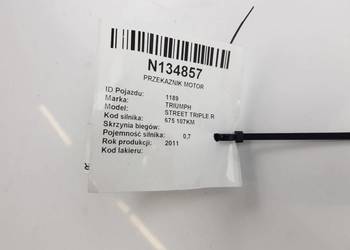 N134857
PRZEKAZNIK MOTOR
ID Pojazdu: 1189
Marka: TRIUMPH
Model: STREET TRIPLE R
Kod silnika: 675 107KM
Skrzynia biegów:
Pojemność silnika: 0,7
Rok produkcji: 2011
Kod lakieru: